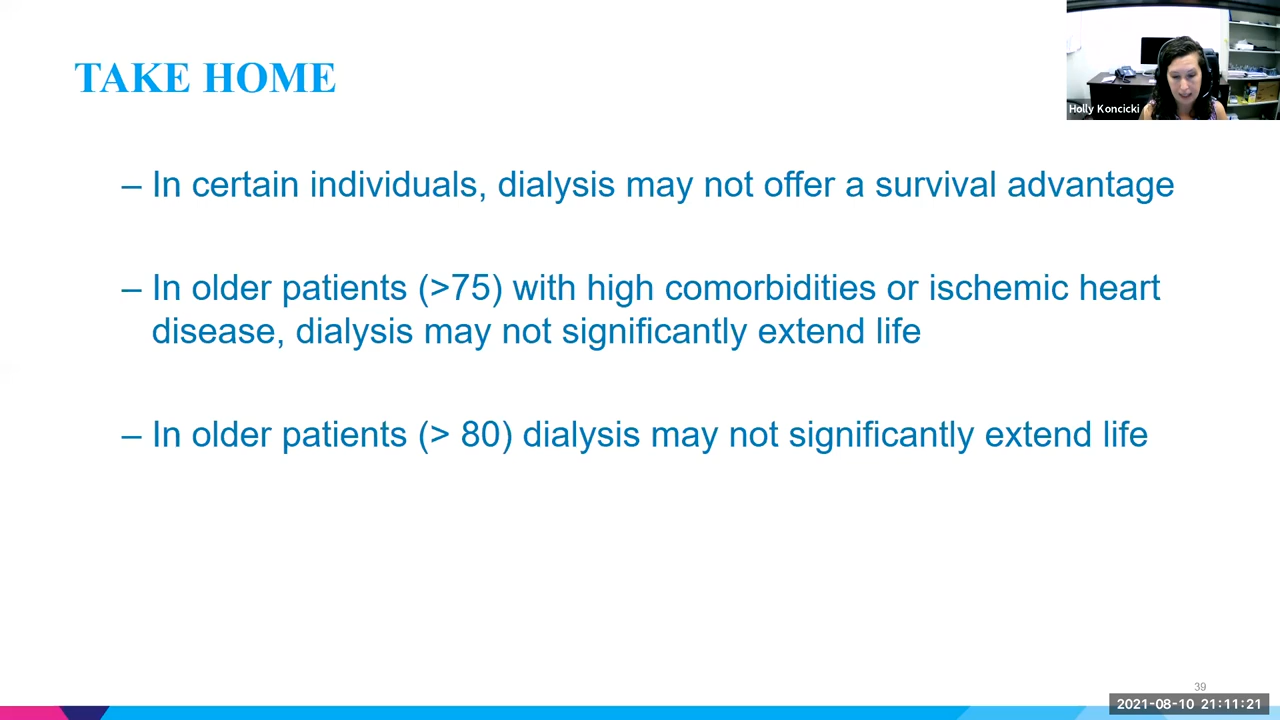 TAKE HOME
Holly Koncicki
– In certain individuals, dialysis may not offer a survival advantage
– In older patients (>75) with high comorbidities or ischemic heart
disease, dialysis may not significantly extend life
– In older patients (> 80) dialysis may not significantly extend life
39
2021-08-10 21:11:21